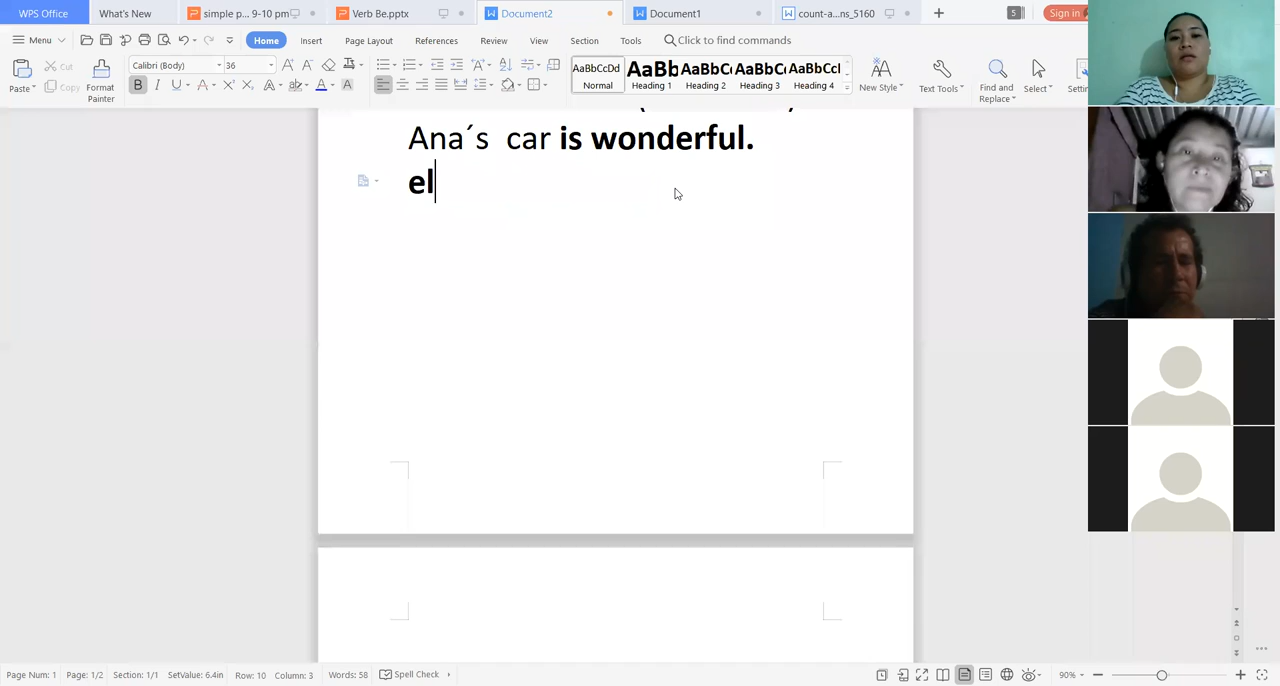 WPS Office What's New simple p... 9-10 pm Verb Be.pptx Document2 Document1 count-a...ns_5160 + 5 Sign in
Menu Home Insert Page Layout References Review View Section Tools Click to find commands
Paste Cut Copy Format Painter Calibri (Body) 36 AaBbCcDd Normal AaBb Heading 1 AaBbC Heading 2 AaBbC Heading 3 AaBbCcl Heading 4 New Style Text Tools Find and Replace Select
Ana´s car is wonderful.
el
Page Num: 1 Page: 1/2 Section: 1/1 SetValue: 6.4in Row: 10 Column: 3 Words: 58 Spell Check 90%